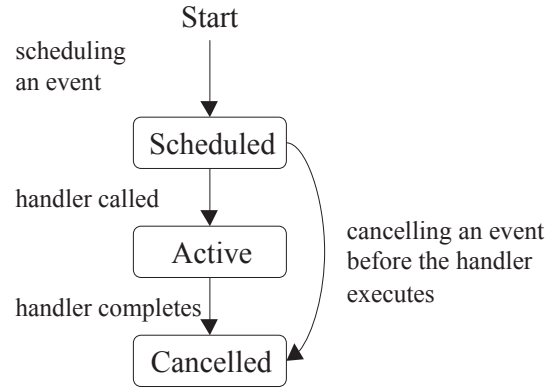 Start
scheduling
an event
Scheduled
handler called
Active
cancelling an event
before the handler
executes
handler completes
Cancelled